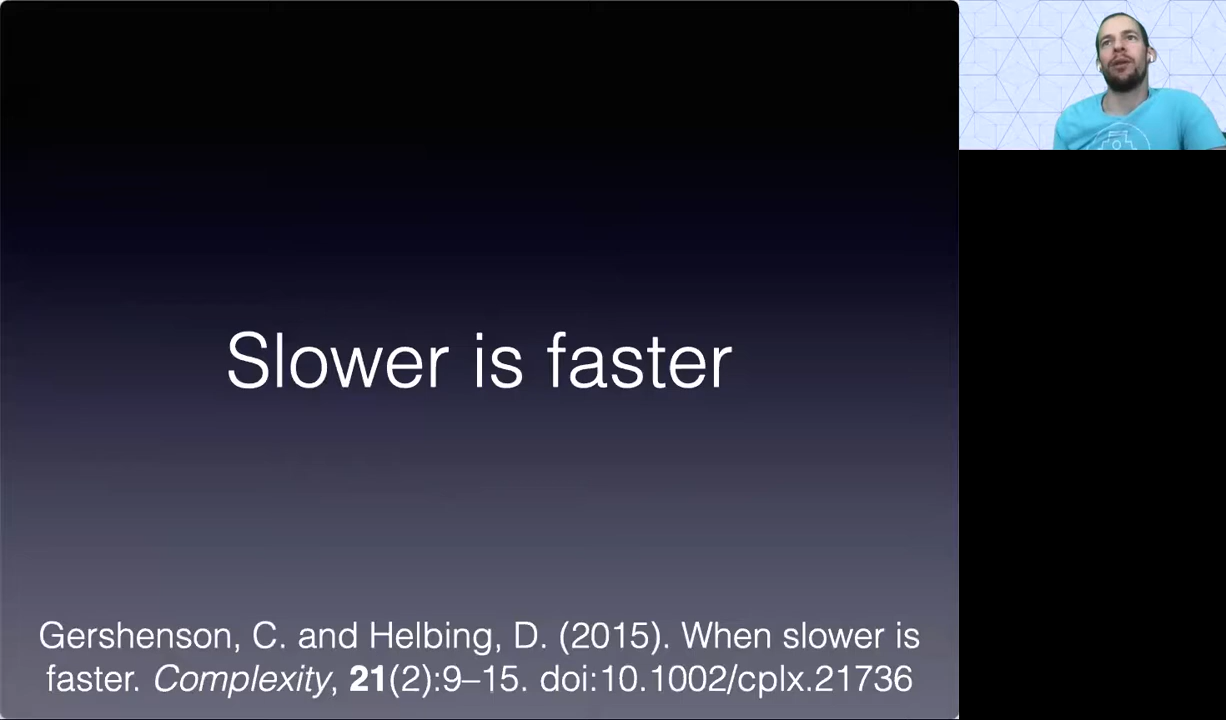 Slower is faster
Gershenson, C. and Helbing, D. (2015). When slower is
faster. Complexity, 21(2):9–15. doi:10.1002/cplx.21736